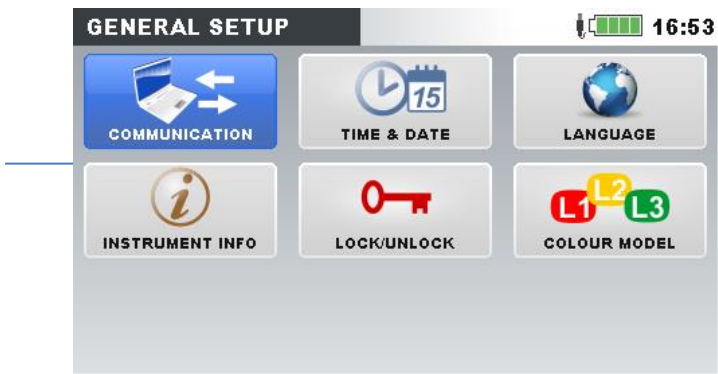 GENERAL SETUP 16:53
15
COMMUNICATION TIME & DATE LANGUAGE
i L1 L2 L3
INSTRUMENT INFO LOCK/UNLOCK COLOUR MODEL